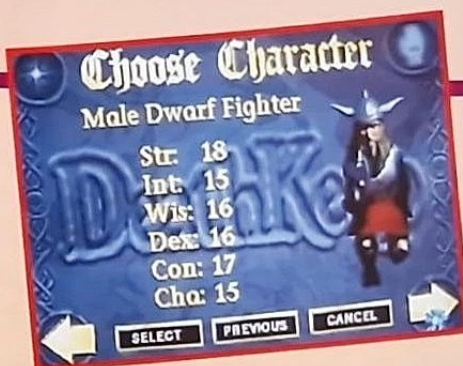 Choose Character
Male Dwarf Fighter
Str: 18
Int: 15
Wis: 16
Dex: 16
Con: 17
Cha: 15
SELECT PREVIOUS CANCEL